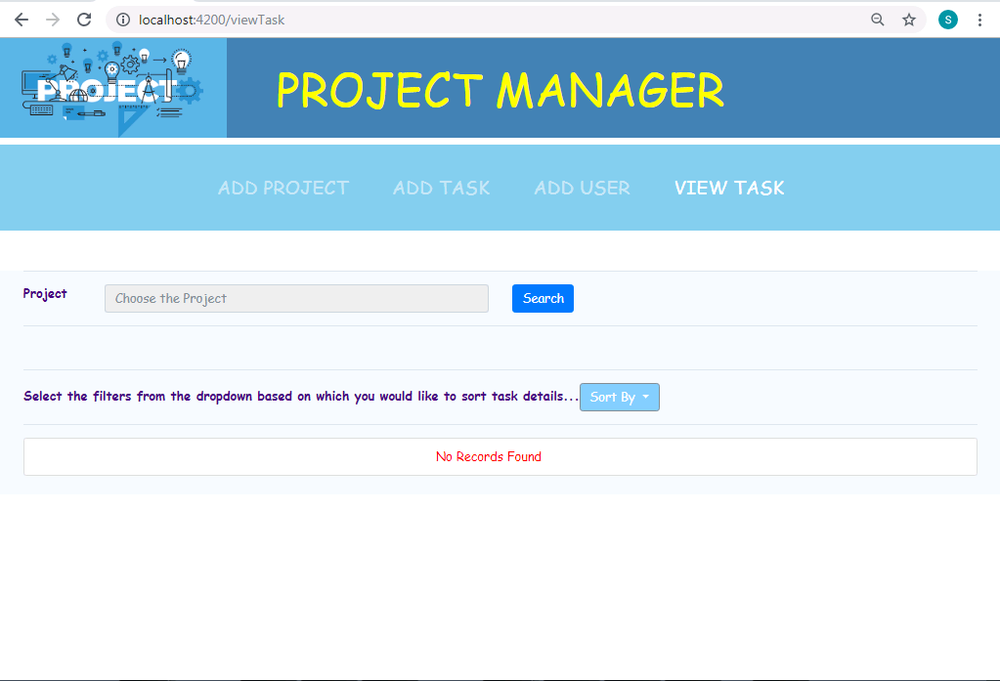 localhost:4200/viewTask
S
PROJECT
PROJECT MANAGER
ADD PROJECT ADD TASK ADD USER VIEW TASK
Project Choose the Project Search
Select the filters from the dropdown based on which you would like to sort task details... Sort By
No Records Found